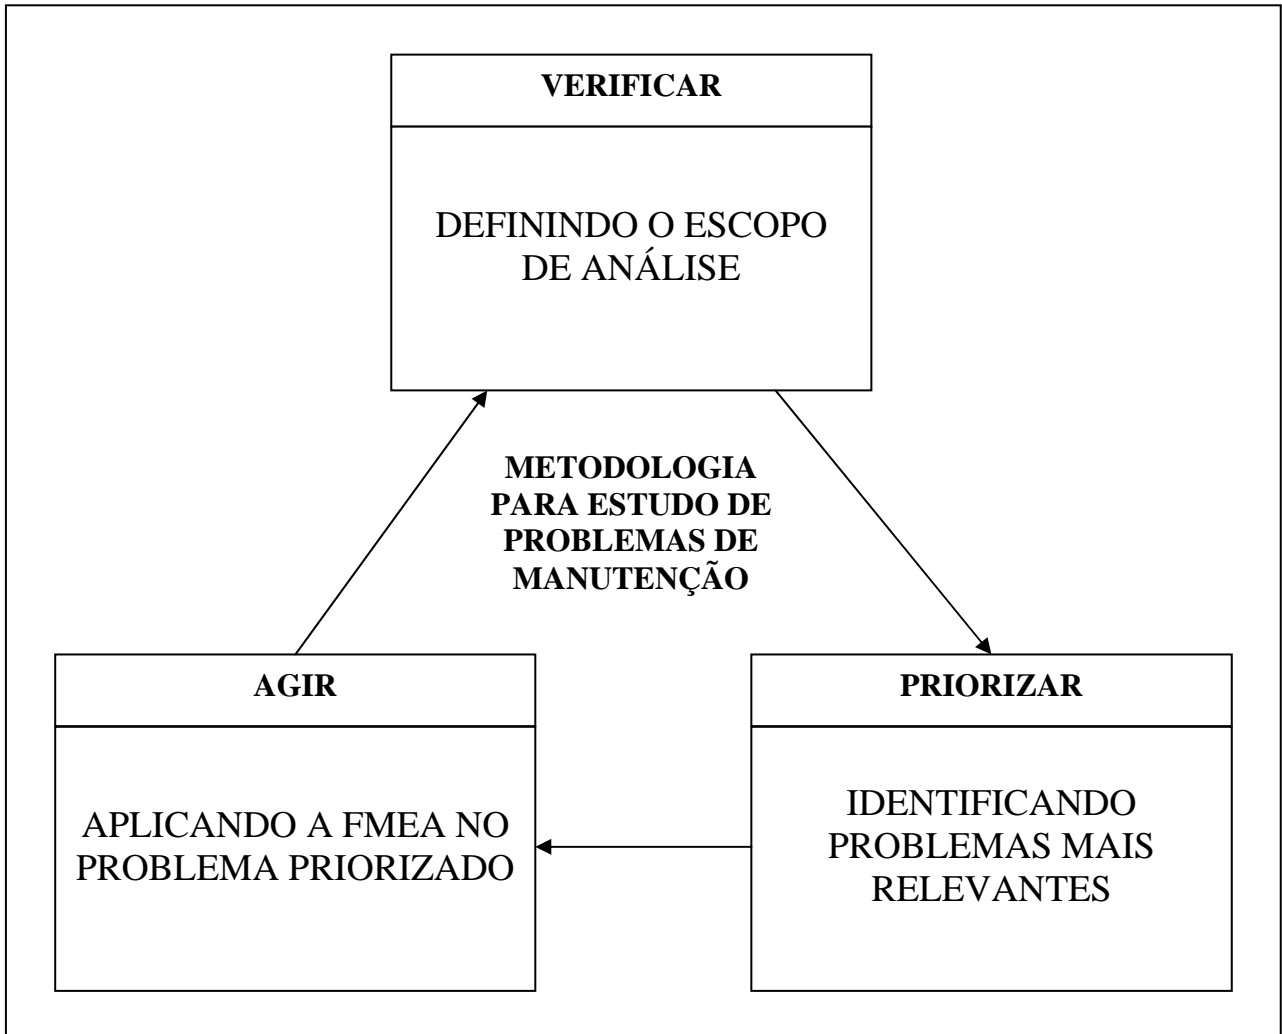 VERIFICAR
DEFININDO O ESCOPO
DE ANÁLISE
METODOLOGIA
PARA ESTUDO DE
PROBLEMAS DE
MANUTENÇÃO
AGIR
APLICANDO A FMEA NO
PROBLEMA PRIORIZADO
PRIORIZAR
IDENTIFICANDO
PROBLEMAS MAIS
RELEVANTES